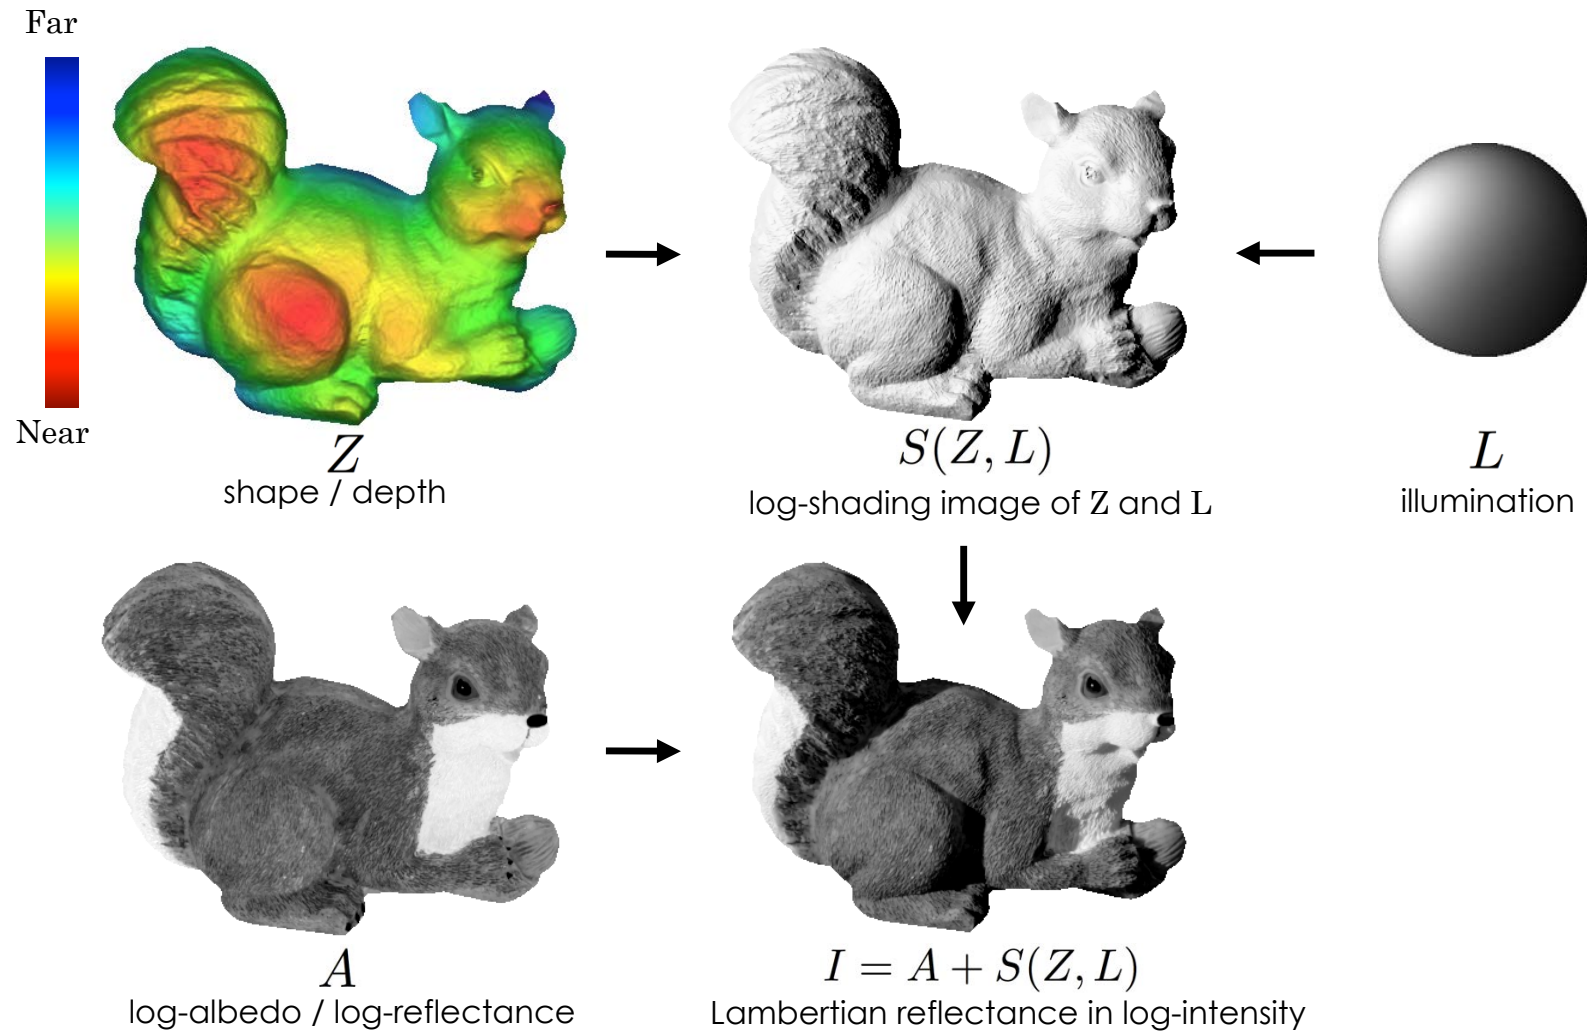 Far
Near
Z
shape / depth
S(Z, L)
log-shading image of Z and L
L
illumination
A
log-albedo / log-reflectance
I = A + S(Z, L)
Lambertian reflectance in log-intensity